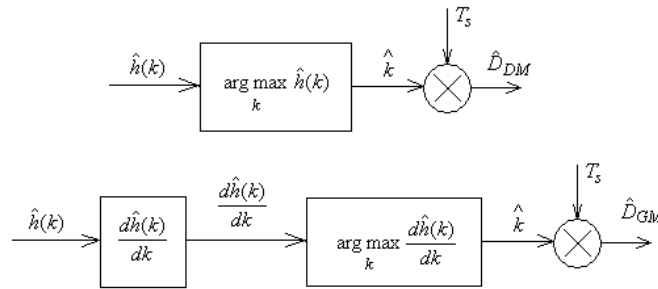 T_s
ĥ(k)
arg max ĥ(k)
k
k̂
D̂_DM
T_s
ĥ(k)
dĥ(k)
dk
dĥ(k)
dk
arg max dĥ(k)
k dk
k̂
D̂_GM